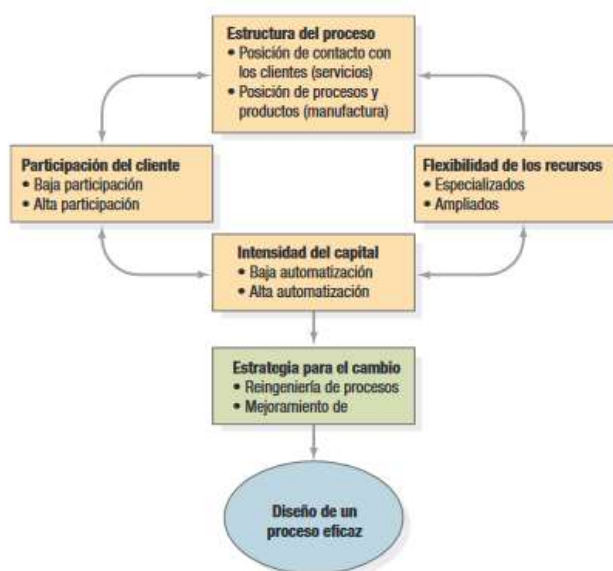 Estructura del proceso
• Posición de contacto con
los clientes (servicios)
• Posición de procesos y
productos (manufactura)
Participación del cliente
• Baja participación
• Alta participación
Flexibilidad de los recursos
• Especializados
• Ampliados
Intensidad del capital
• Baja automatización
• Alta automatización
Estrategia para el cambio
• Reingeniería de procesos
• Mejoramiento de
Diseño de un
proceso eficaz